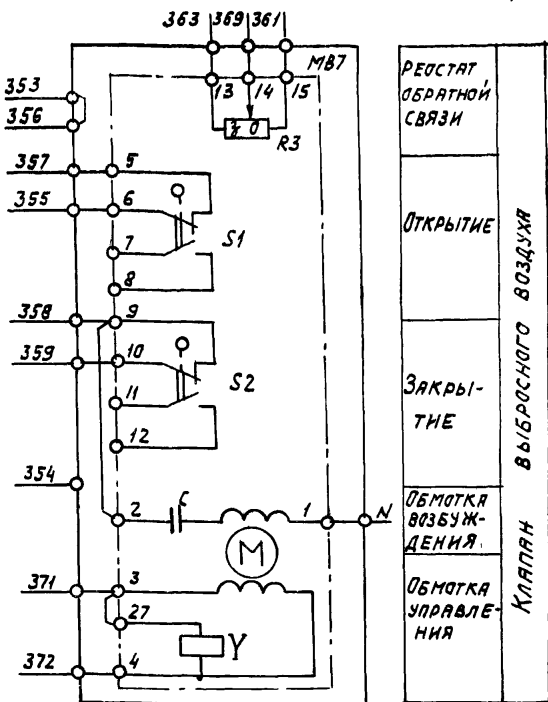 363 369 361
МВ7
13 14 15
R3
353
356
357 5
355 6
7
S1
8
358 9
359 10
S2
11
12
354
2 C 1 N
М
371 3
27
Y
372 4
РЕОСТАТ
ОБРАТНОЙ
СВЯЗИ
ОТКРЫТИЕ
ЗАКРЫ-
ТИЕ
ОБМОТКА
ВОЗБУЖ-
ДЕНИЯ.
ОБМОТКА
УПРАВЛЕ-
НИЯ
КЛАПАН ВЫБРОСНОГО ВОЗДУХА